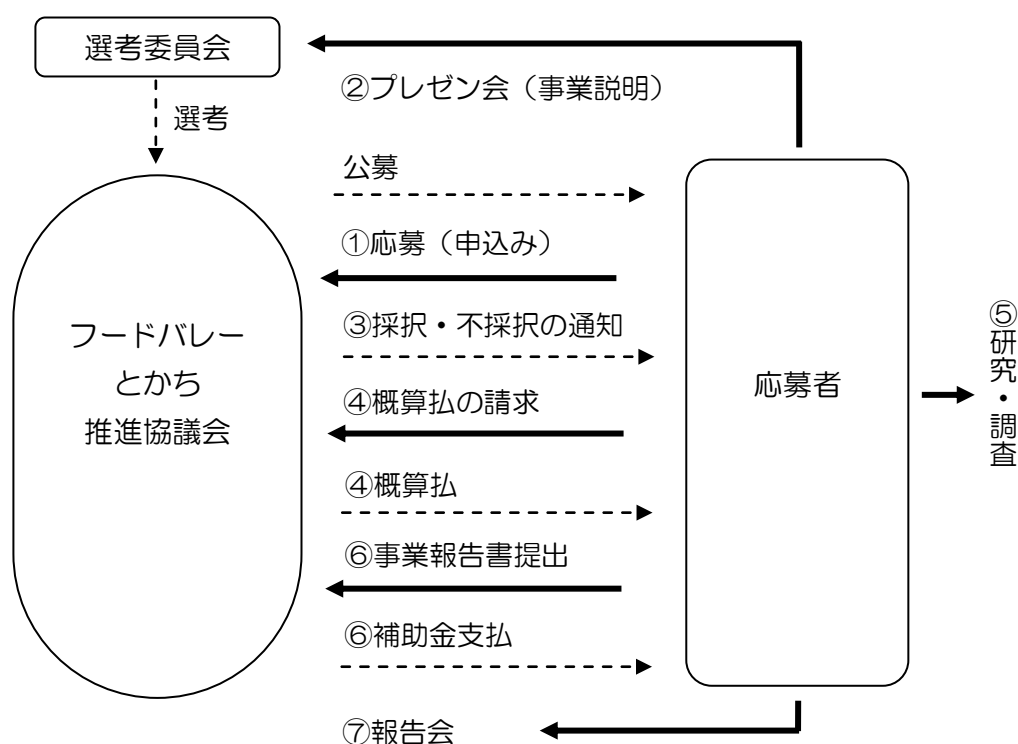 選考委員会
②プレゼン会（事業説明）
選考
公募
①応募（申込み）
③採択・不採択の通知
④概算払の請求
④概算払
⑥事業報告書提出
⑥補助金支払
⑦報告会
フードバレー
とかち
推進協議会
応募者
⑤研究・調査